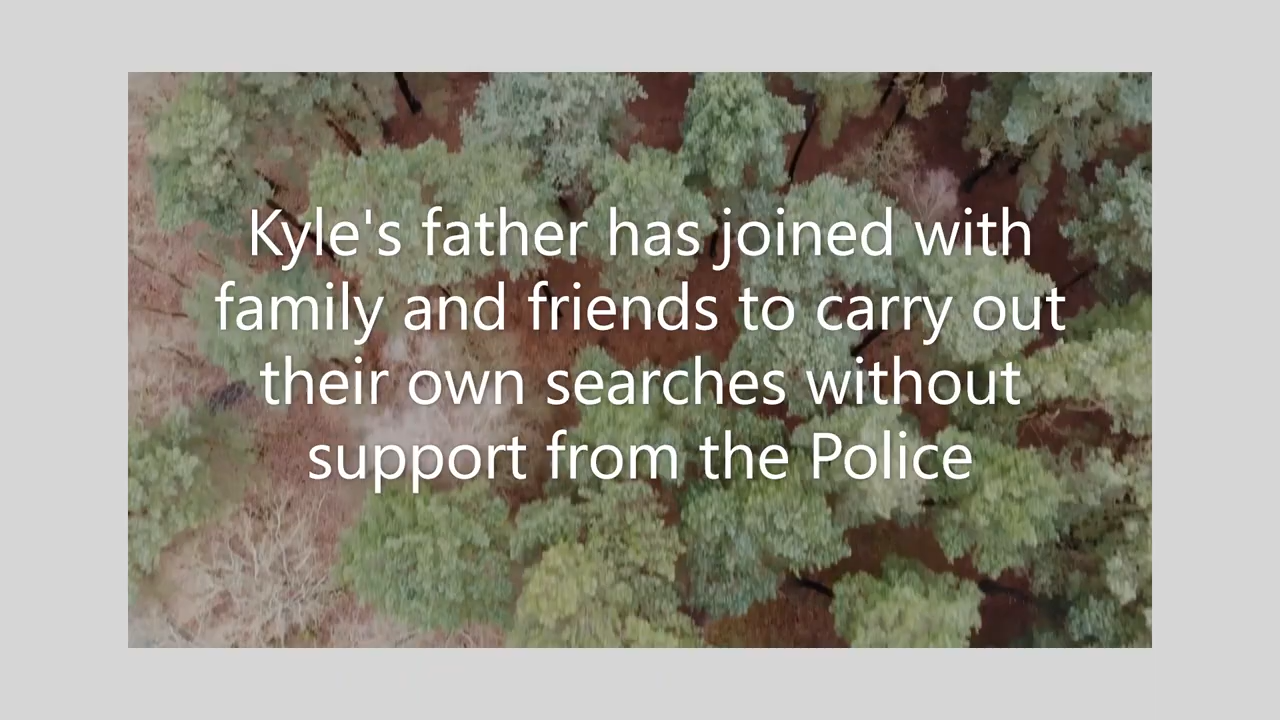 Kyle's father has joined with
family and friends to carry out
their own searches without
support from the Police